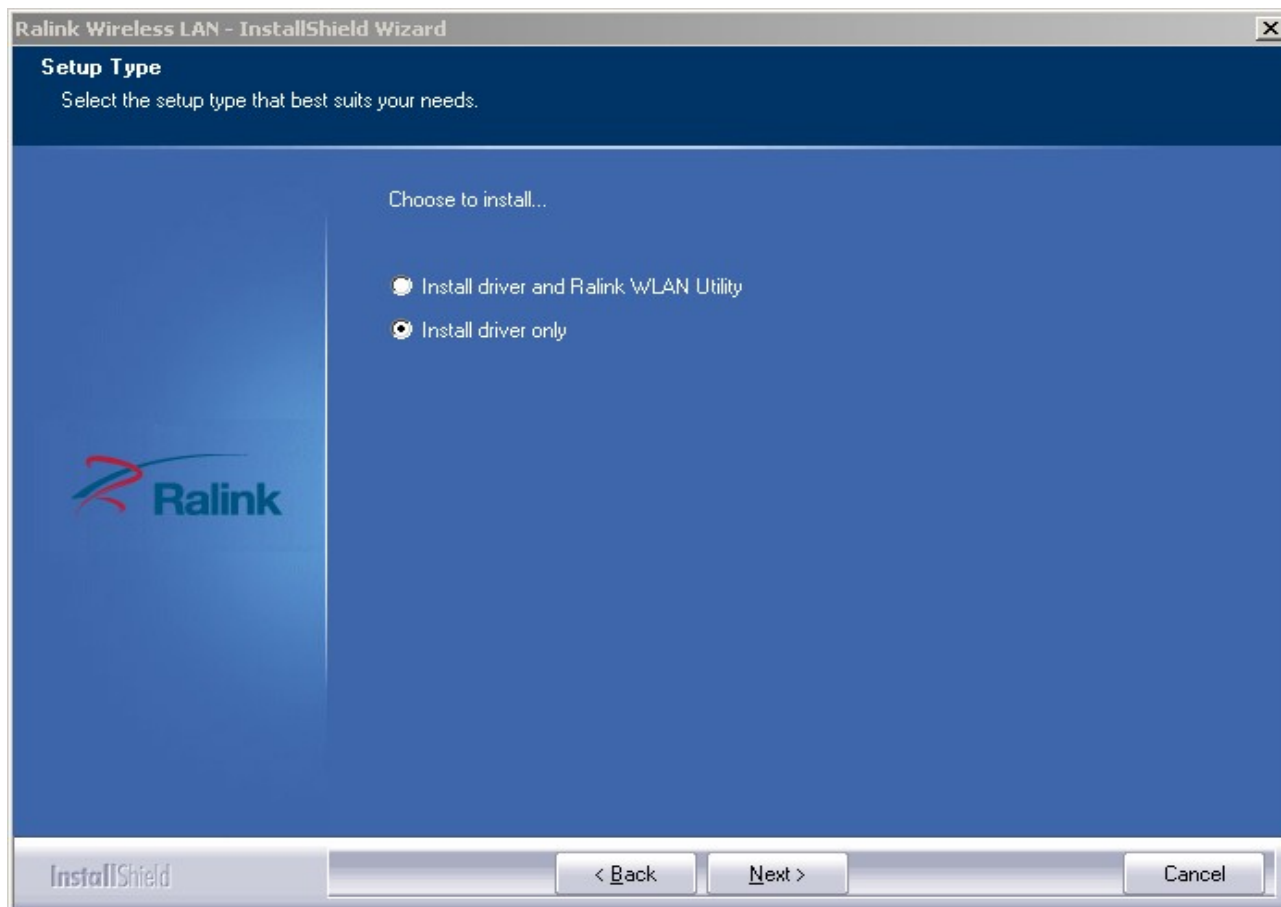 Ralink Wireless LAN - InstallShield Wizard
Setup Type
Select the setup type that best suits your needs.
Choose to install...
Install driver and Ralink WLAN Utility
Install driver only
Ralink
InstallShield
< Back
Next >
Cancel